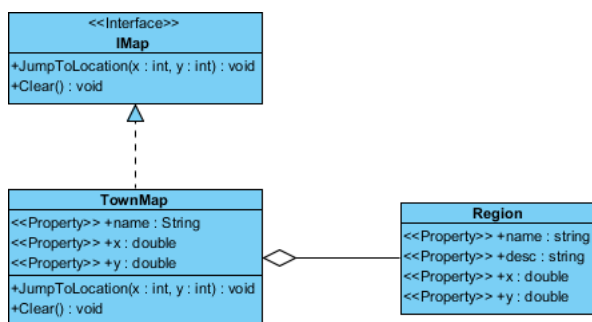 <<Interface>>
IMap
+JumpToLocation(x : int, y : int) : void
+Clear() : void
TownMap
<<Property>> +name : String
<<Property>> +x : double
<<Property>> +y : double
+JumpToLocation(x : int, y : int) : void
+Clear() : void
Region
<<Property>> +name : string
<<Property>> +desc : string
<<Property>> +x : double
<<Property>> +y : double